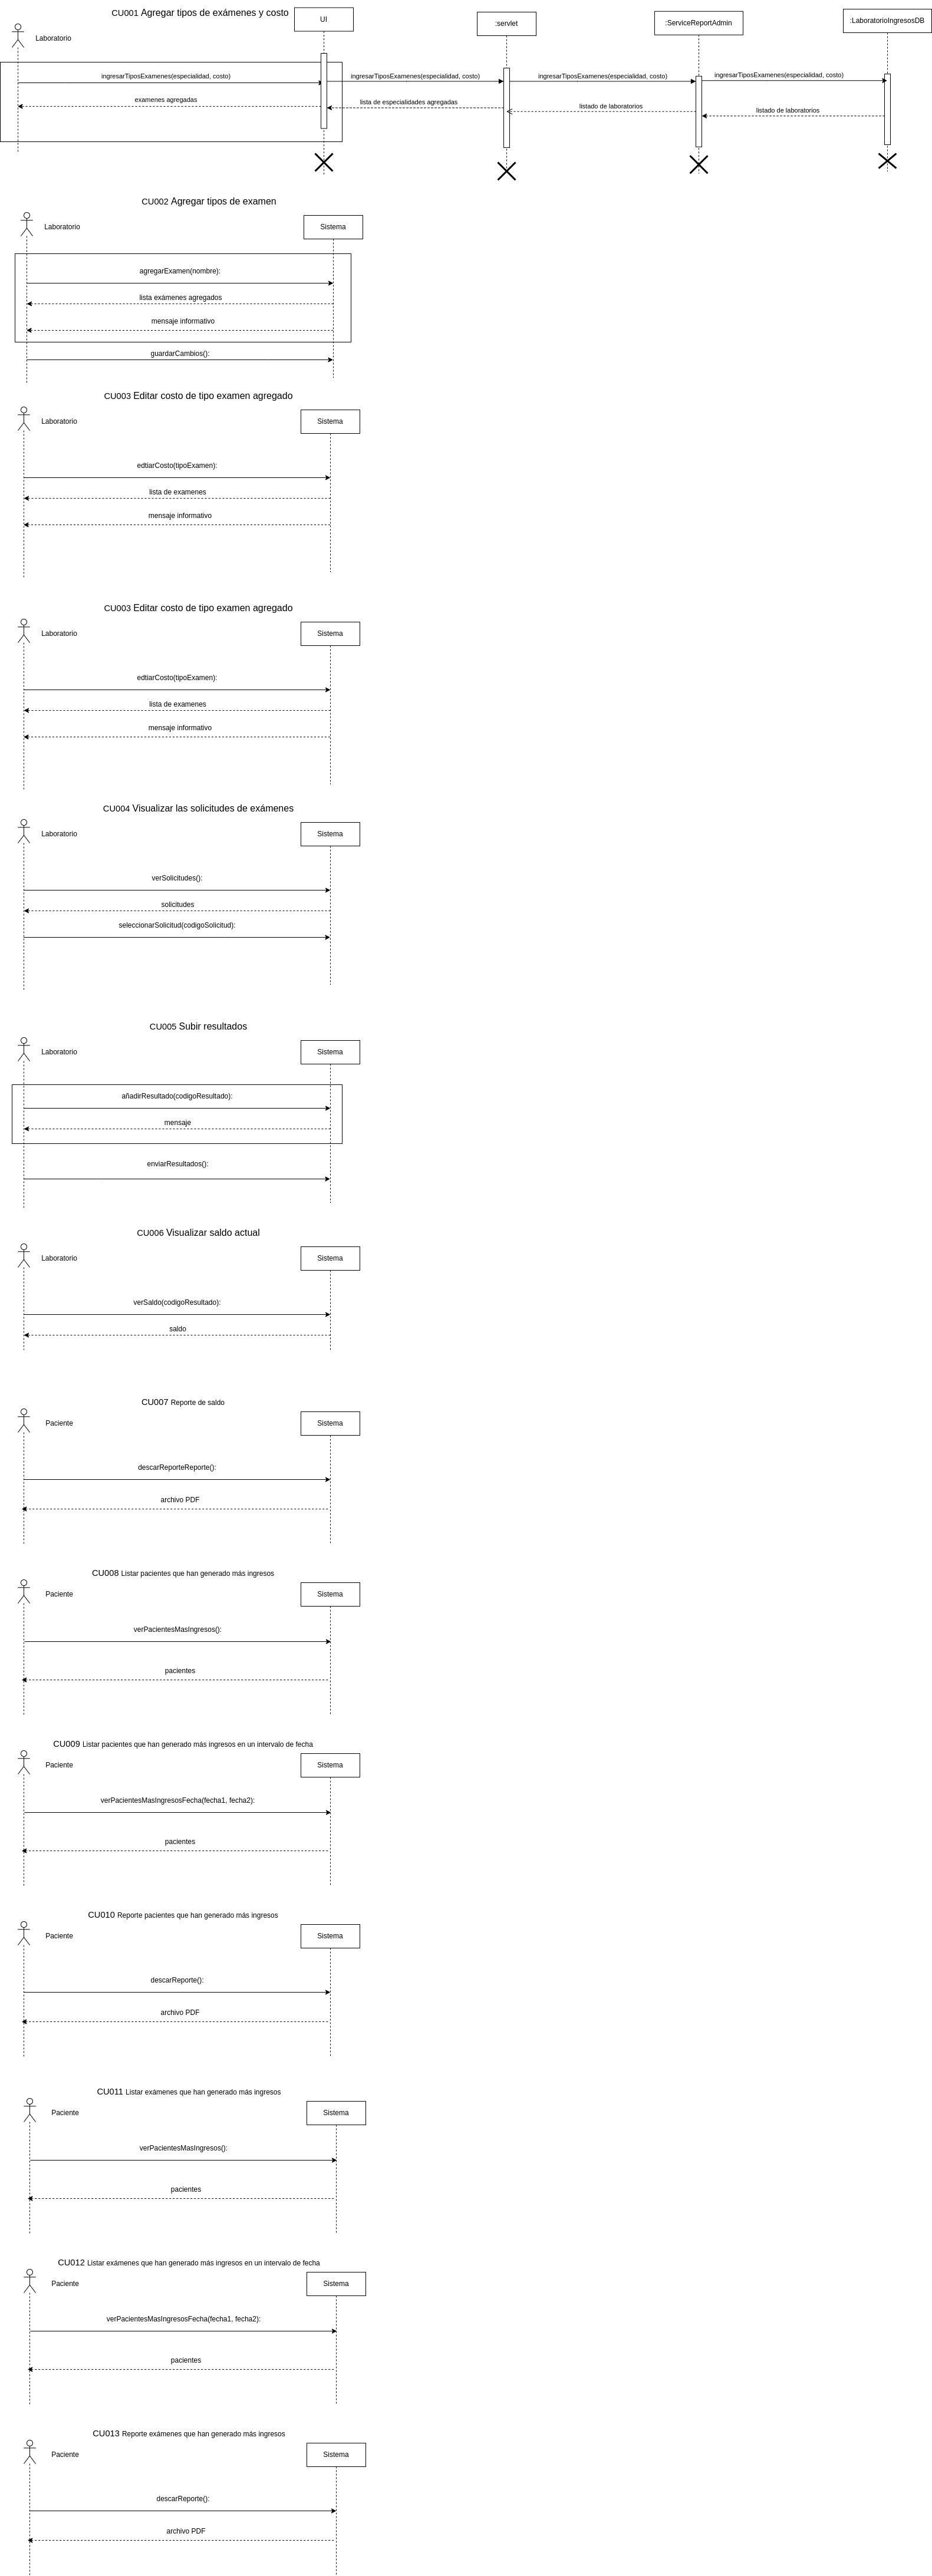 CU001 Agregar tipos de exámenes y costo
UI
:servlet
:ServiceReportAdmin
:LaboratorioIngresosDB
Laboratorio
ingresarTiposExamenes(especialidad, costo)
ingresarTiposExamenes(especialidad, costo)
ingresarTiposExamenes(especialidad, costo)
ingresarTiposExamenes(especialidad, costo)
examenes agregadas
lista de especialidades agregadas
listado de laboratorios
listado de laboratorios
CU002 Agregar tipos de examen
Laboratorio
Sistema
agregarExamen(nombre):
lista exámenes agregados
mensaje informativo
guardarCambios():
CU003 Editar costo de tipo examen agregado
Laboratorio
Sistema
edtiarCosto(tipoExamen):
lista de examenes
mensaje informativo
CU003 Editar costo de tipo examen agregado
Laboratorio
Sistema
edtiarCosto(tipoExamen):
lista de examenes
mensaje informativo
CU004 Visualizar las solicitudes de exámenes
Laboratorio
Sistema
verSolicitudes():
solicitudes
seleccionarSolicitud(codigoSolicitud):
CU005 Subir resultados
Laboratorio
Sistema
añadirResultado(codigoResultado):
mensaje
enviarResultados():
CU006 Visualizar saldo actual
Laboratorio
Sistema
verSaldo(codigoResultado):
saldo
CU007 Reporte de saldo
Paciente
Sistema
descarReporteReporte():
archivo PDF
CU008 Listar pacientes que han generado más ingresos
Paciente
Sistema
verPacientesMasIngresos():
pacientes
CU009 Listar pacientes que han generado más ingresos en un intervalo de fecha
Paciente
Sistema
verPacientesMasIngresosFecha(fecha1, fecha2):
pacientes
CU010 Reporte pacientes que han generado más ingresos
Paciente
Sistema
descarReporte():
archivo PDF
CU011 Listar exámenes que han generado más ingresos
Paciente
Sistema
verPacientesMasIngresos():
pacientes
CU012 Listar exámenes que han generado más ingresos en un intervalo de fecha
Paciente
Sistema
verPacientesMasIngresosFecha(fecha1, fecha2):
pacientes
CU013 Reporte exámenes que han generado más ingresos
Paciente
Sistema
descarReporte():
archivo PDF